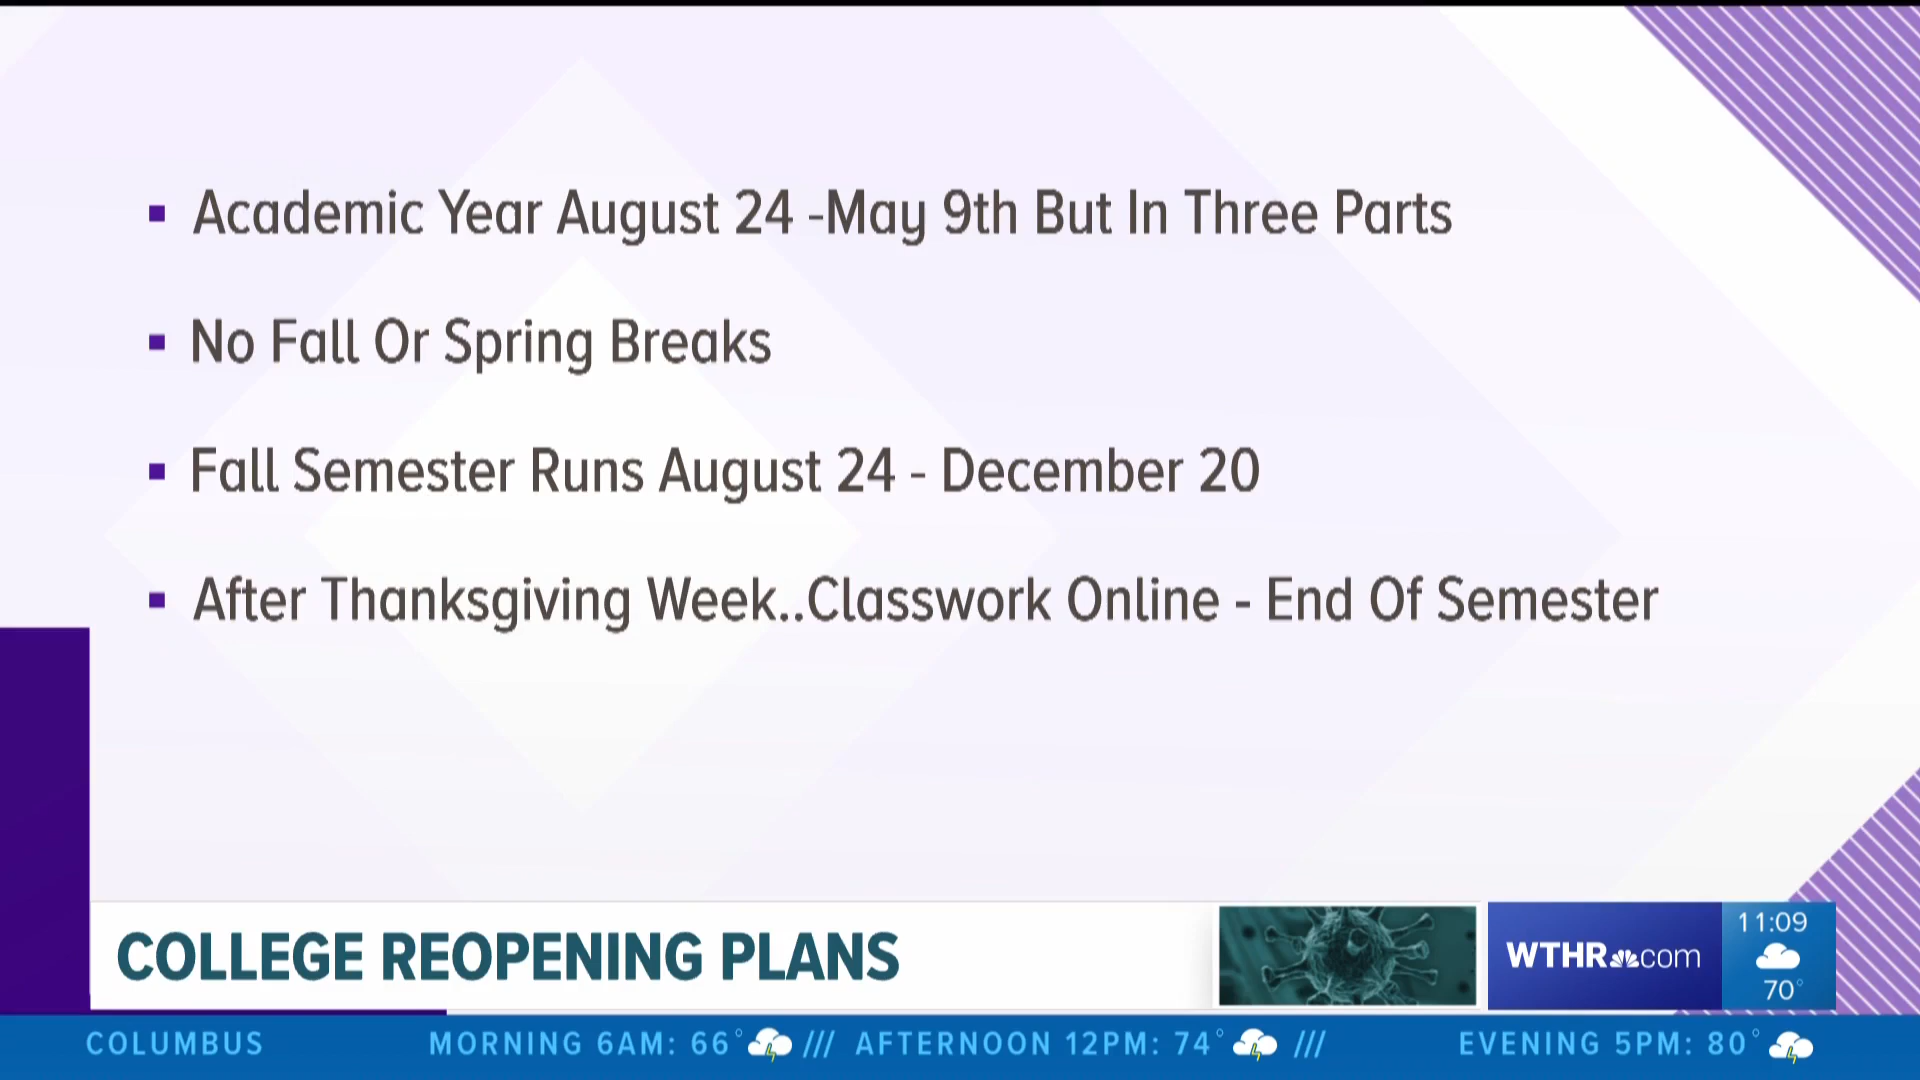 Academic Year August 24 -May 9th But In Three Parts
No Fall Or Spring Breaks
Fall Semester Runs August 24 - December 20
After Thanksgiving Week..Classwork Online - End Of Semester
COLLEGE REOPENING PLANS
WTHR.com
11:09
70°
COLUMBUS MORNING 6AM: 66° /// AFTERNOON 12PM: 74° /// EVENING 5PM: 80°